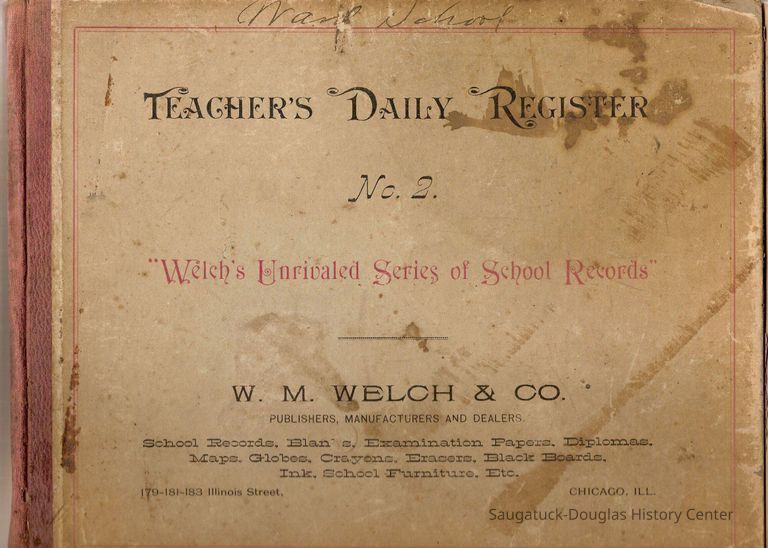 Ward School
TEACHER'S DAILY REGISTER
No. 2.
"Welch's Unrivaled Series of School Records"
W. M. WELCH & CO.
PUBLISHERS, MANUFACTURERS AND DEALERS.
School Records, Blan s, Examination Papers, Diplomas,
Maps, Globes, Crayons, Erasers, Black Boards,
Ink, School Furniture, Etc.
179-181-183 Illinois Street, CHICAGO, ILL.
Saugatuck-Douglas History Center